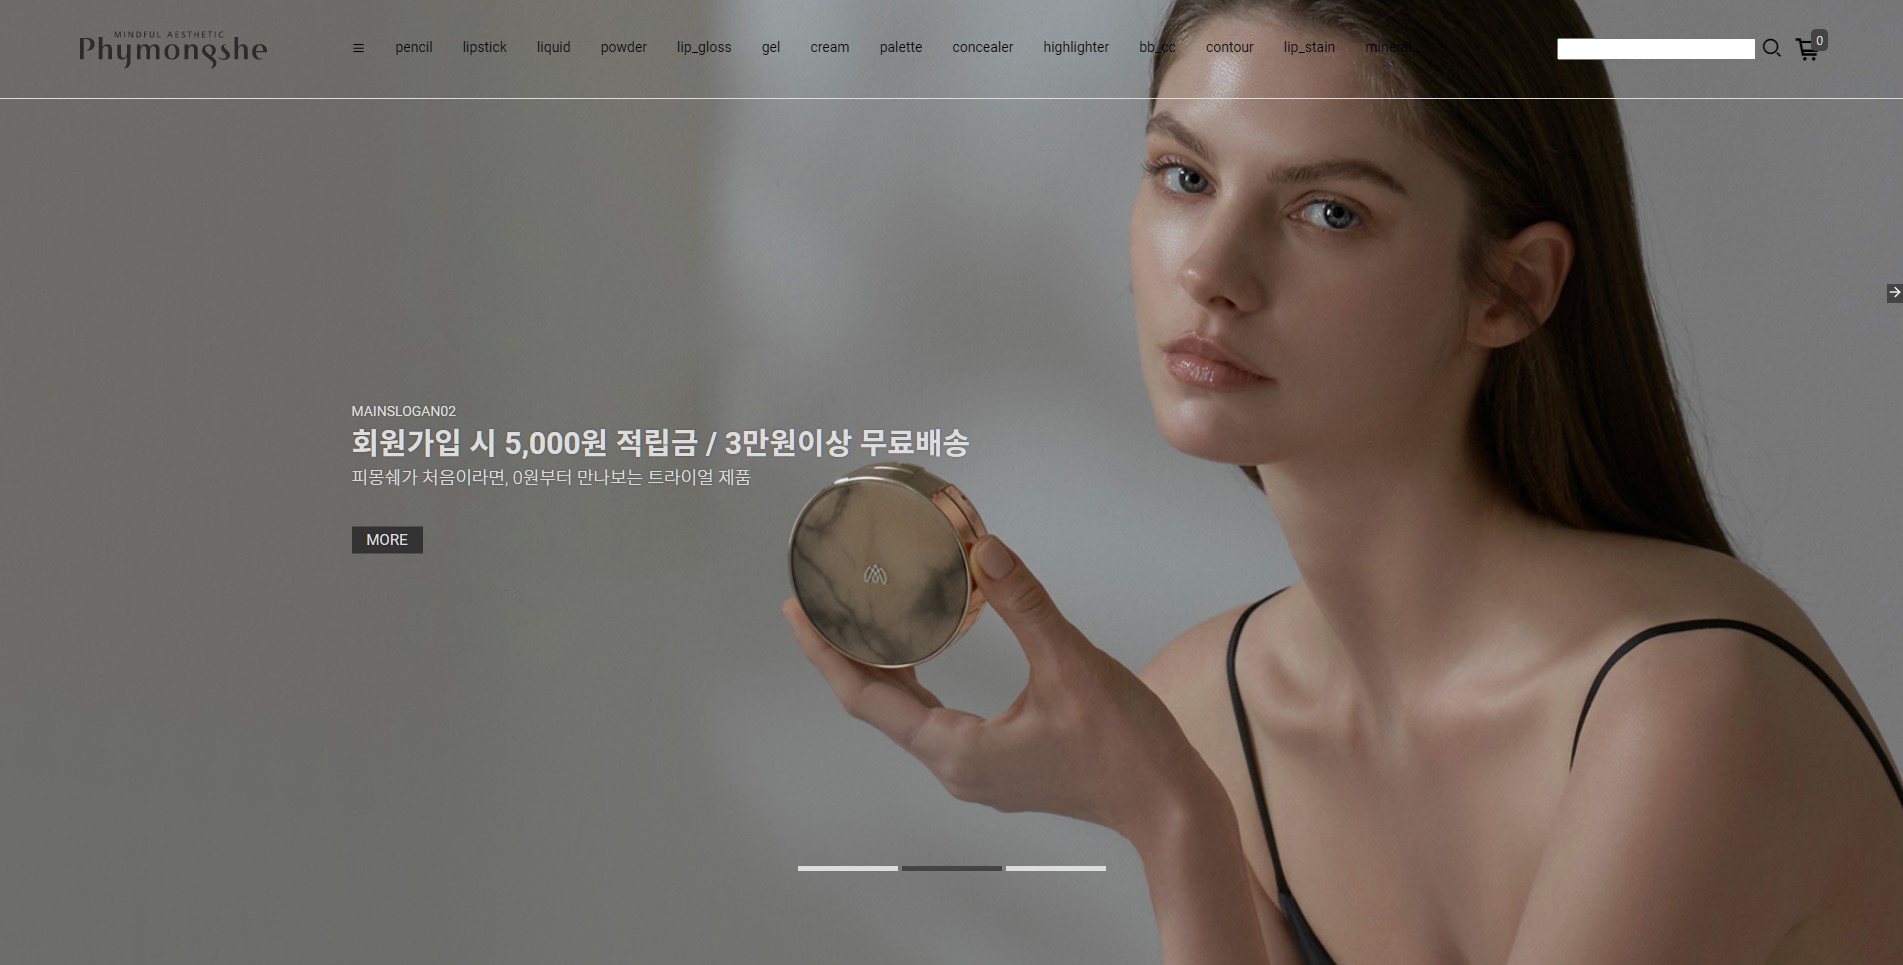 MINDFUL AESTHETIC
Phymongshe
pencil lipstick liquid powder lip_gloss gel cream palette concealer highlighter bb_cc contour lip_stain mineral
0
MAINSLOGAN02
회원가입 시 5,000원 적립금 / 3만원이상 무료배송
피몽쉐가 처음이라면, 0원부터 만나보는 트라이얼 제품
MORE